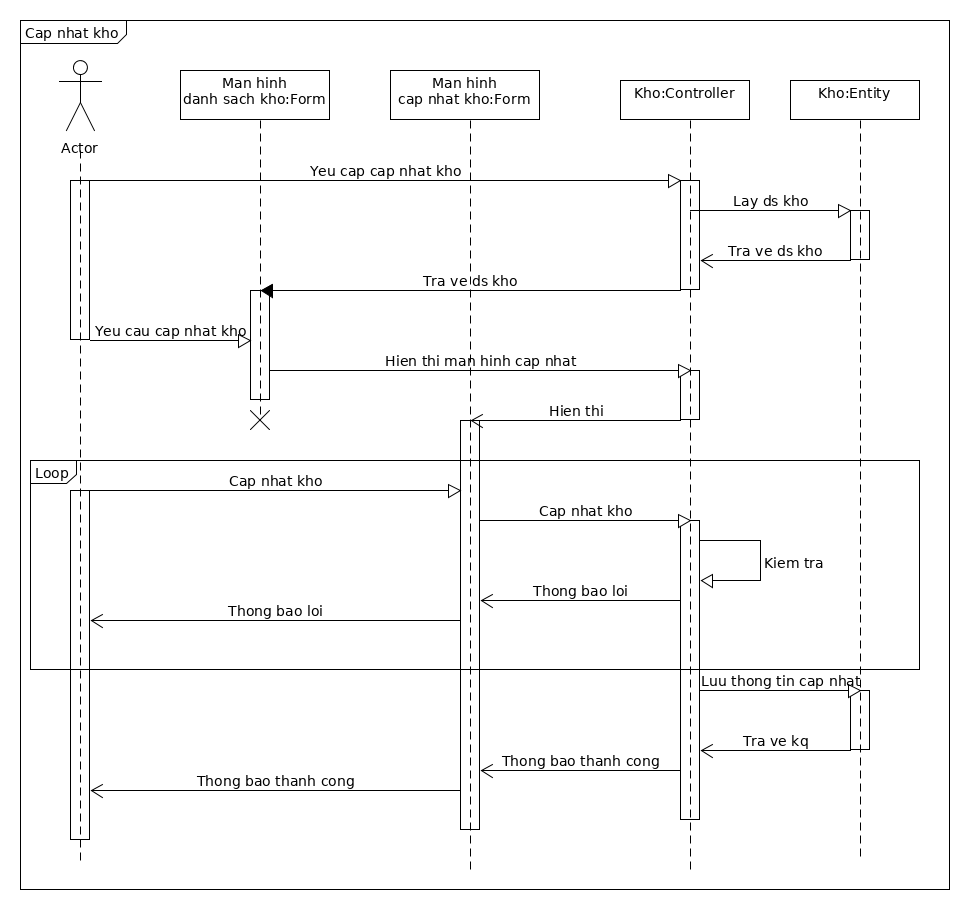 Cap nhat kho
Man hinh
danh sach kho:Form
Man hinh
cap nhat kho:Form
Kho:Controller
Kho:Entity
Actor
Yeu cap cap nhat kho
Lay ds kho
Tra ve ds kho
Tra ve ds kho
Yeu cau cap nhat kho
Hien thi man hinh cap nhat
Hien thi
Loop
Cap nhat kho
Cap nhat kho
Kiem tra
Thong bao loi
Thong bao loi
Luu thong tin cap nhat
Tra ve kq
Thong bao thanh cong
Thong bao thanh cong